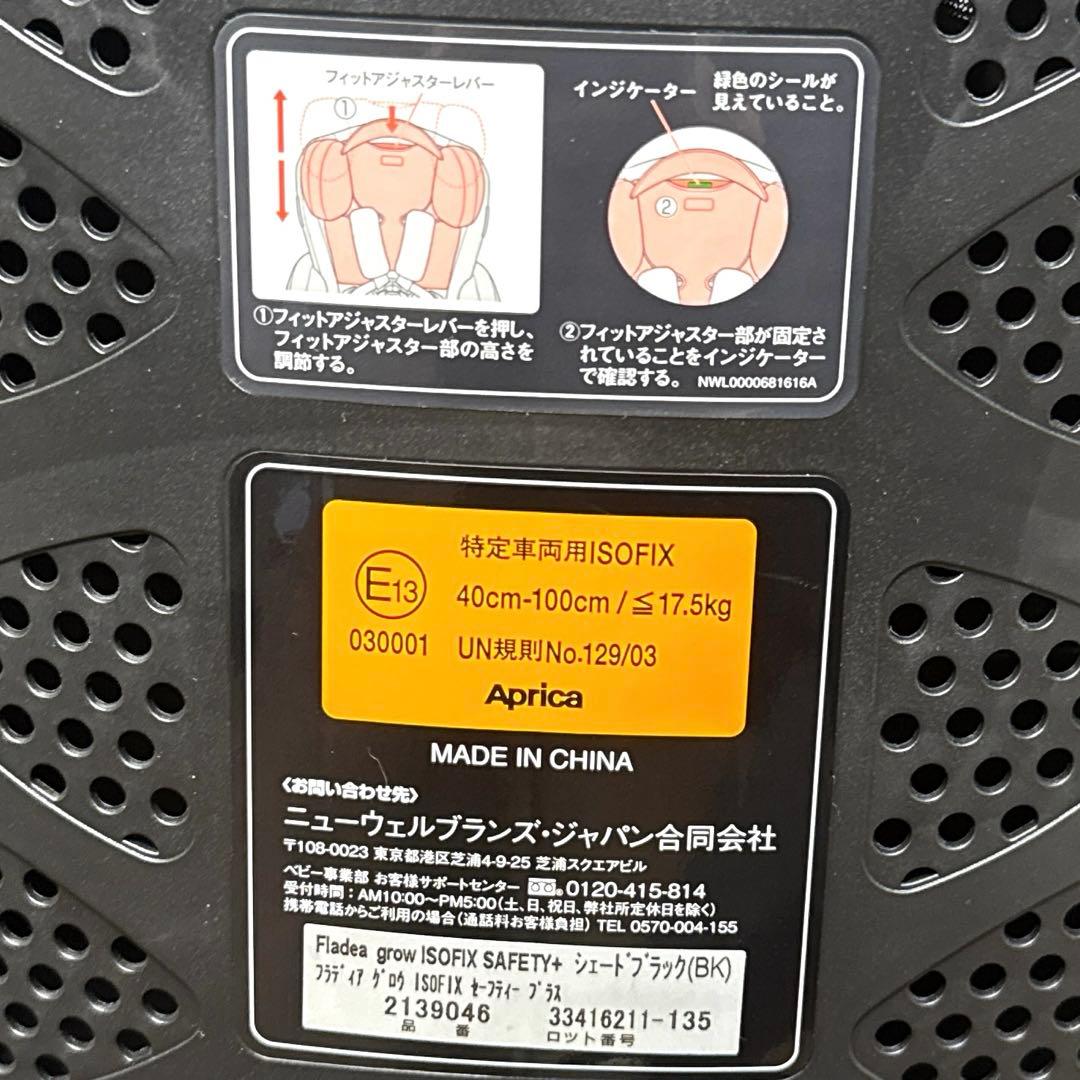 フィットアジャスターレバー
①
インジケーター
緑色のシールが
見えていること。
②
①フィットアジャスターレバーを押し、
フィットアジャスター部の高さを
調節する。
②フィットアジャスター部が固定さ
れていることをインジケーター
で確認する。 NWL0000681616A
特定車両用ISOFIX
E13
40cm-100cm /≦17.5kg
030001
UN規則No.129/03
Aprica
MADE IN CHINA
〈お問い合わせ先〉
ニューウェルブランズ・ジャパン合同会社
〒108-0023 東京都港区芝浦4-9-25 芝浦スクエアビル
ベビー事業部 お客様サポートセンター 0120-415-814
受付時間：AM10:00～PM5:00(土、日、祝日、弊社所定休日を除く)
携帯電話からご利用の場合(通話料お客様負担) TEL 0570-004-155
Fladea grow ISOFIX SAFETY+ シェードブラック(BK)
フラディア グロウ ISOFIX セーフティー プラス
2139046 33416211-135
品番 ロット番号